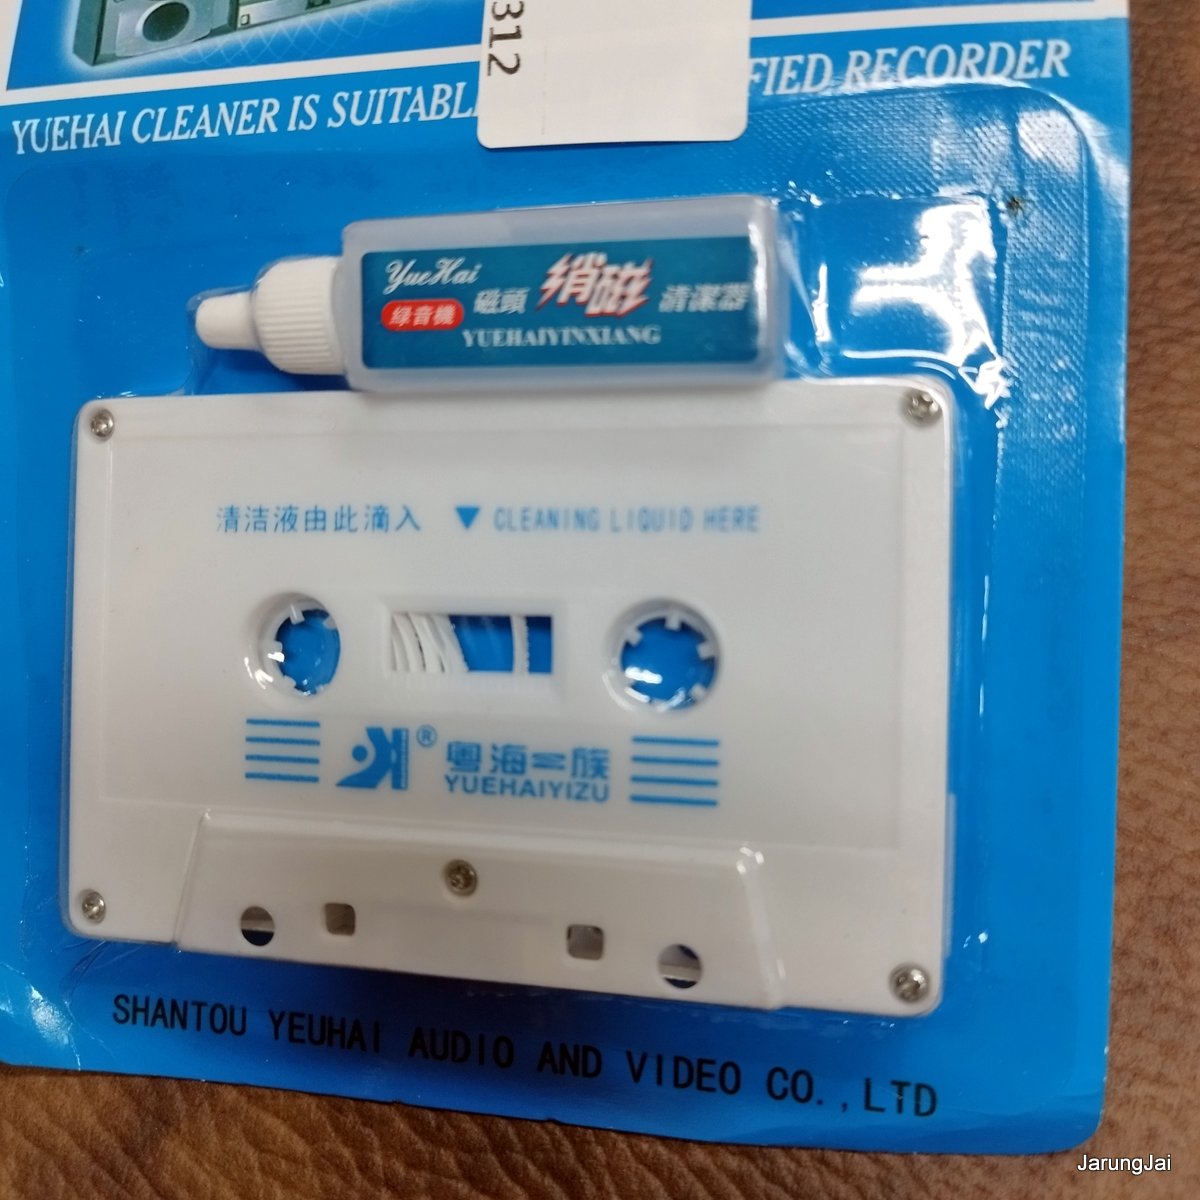 312
YUEHAI CLEANER IS SUITABL FIED RECORDER
YueHai
録音機 磁頭 綃磁 清潔器
YUEHAIYINXIANG
清洁液由此滴入 ▼ CLEANING LIQUID HERE
® 粤海一族
YUEHAIYIZU
SHANTOU YEUHAI AUDIO AND VIDEO CO.,LTD
JarungJai